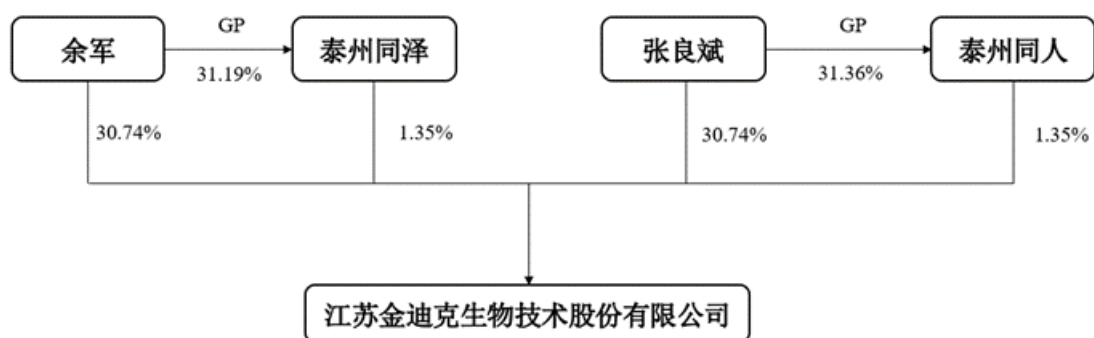 GP
GP
余军
泰州同泽
张良斌
泰州同人
31.19%
31.36%
30.74%
1.35%
30.74%
1.35%
江苏金迪克生物技术股份有限公司